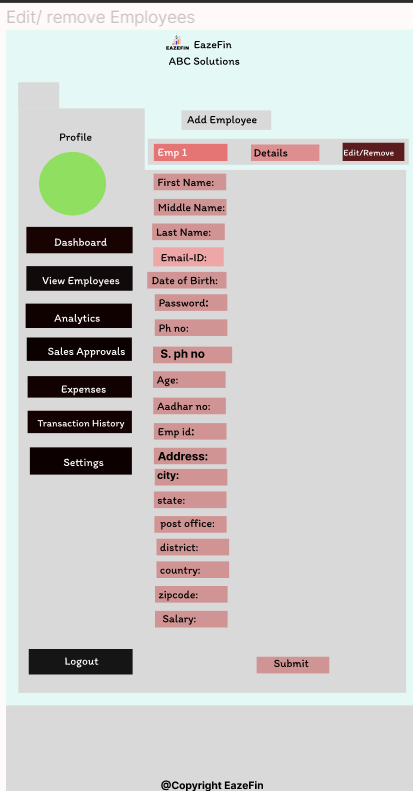 Edit/ remove Employees
EAZEFIN EazeFin
ABC Solutions
Add Employee
Profile
Emp 1 Details Edit/Remove
First Name:
Middle Name:
Last Name:
Email-ID:
Date of Birth:
Password:
Ph no:
S. ph no
Age:
Aadhar no:
Emp id:
Address:
city:
state:
post office:
district:
country:
zipcode:
Salary:
Dashboard
View Employees
Analytics
Sales Approvals
Expenses
Transaction History
Settings
Logout
Submit
@Copyright EazeFin